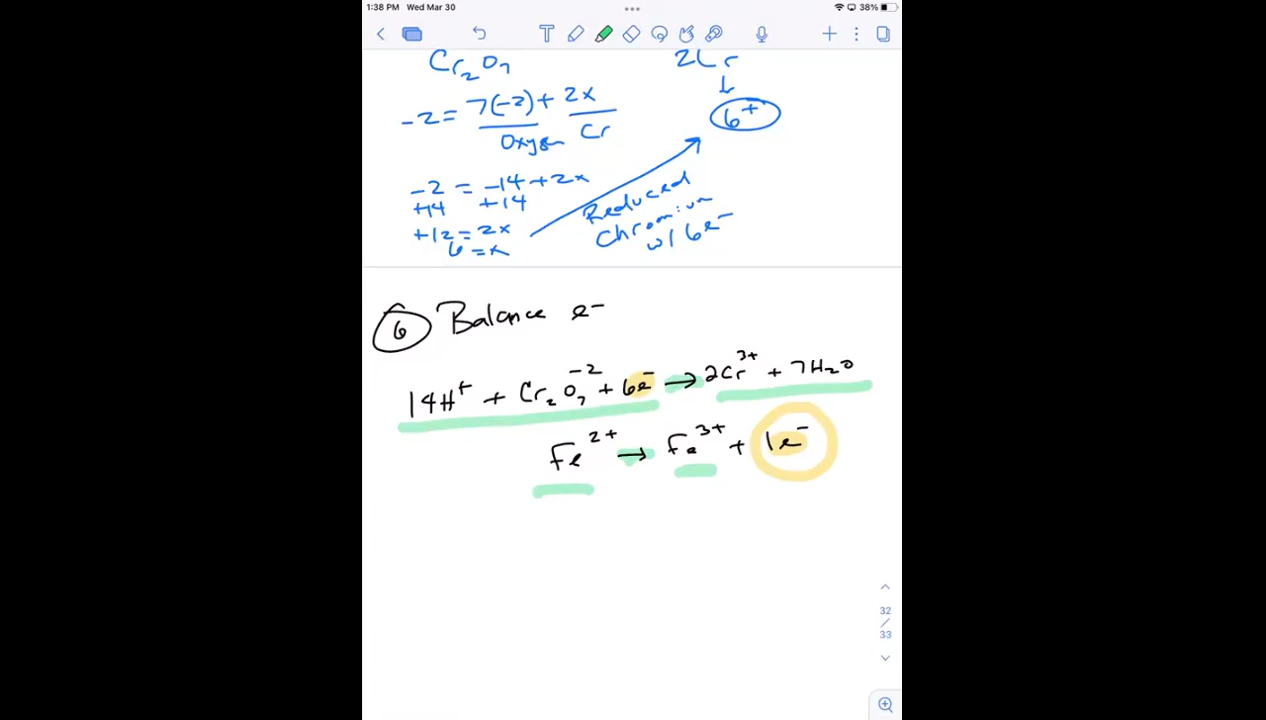 1:38 PM Wed Mar 30
38%
Cr2O7
2Cr
-2 = 7(-2) + 2x
6+
Oxygen
Cr
-2 = -14 + 2x
+14 +14
+12 = 2x
6 = x
Reduced
Chromium
w/ 6e-
6 Balance e-
14H+ + Cr2O7-2 + 6e- → 2Cr3+ + 7H2O
Fe2+ → Fe3+ + 1e-
32
/
33